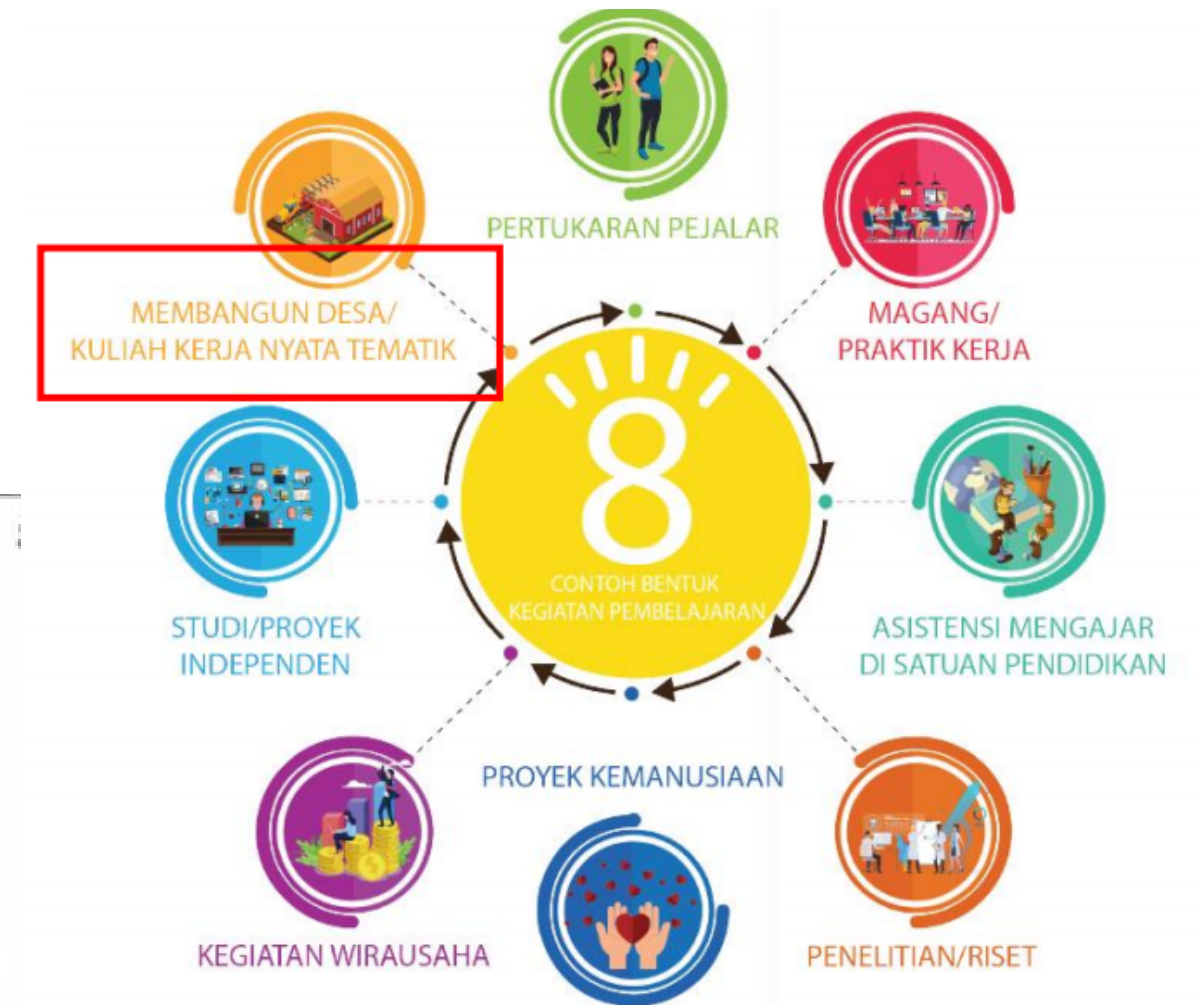 PERTUKARAN PEJALAR
MEMBANGUN DESA/
KULIAH KERJA NYATA TEMATIK
MAGANG/
PRAKTIK KERJA
8
CONTOH BENTUK
KEGIATAN PEMBELAJARAN
STUDI/PROYEK
INDEPENDEN
ASISTENSI MENGAJAR
DI SATUAN PENDIDIKAN
PROYEK KEMANUSIAAN
KEGIATAN WIRAUSAHA
PENELITIAN/RISET